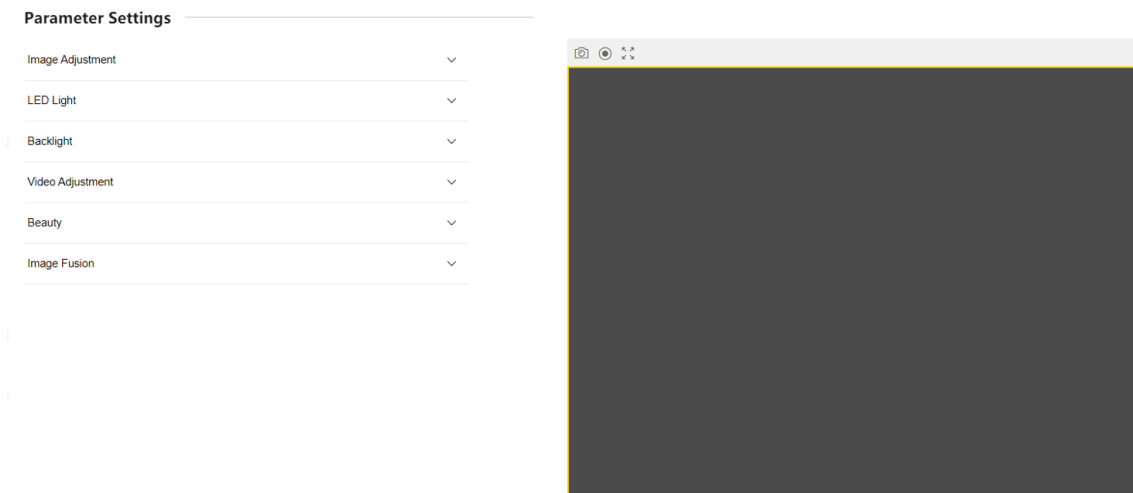 Parameter Settings
Image Adjustment
LED Light
Backlight
Video Adjustment
Beauty
Image Fusion